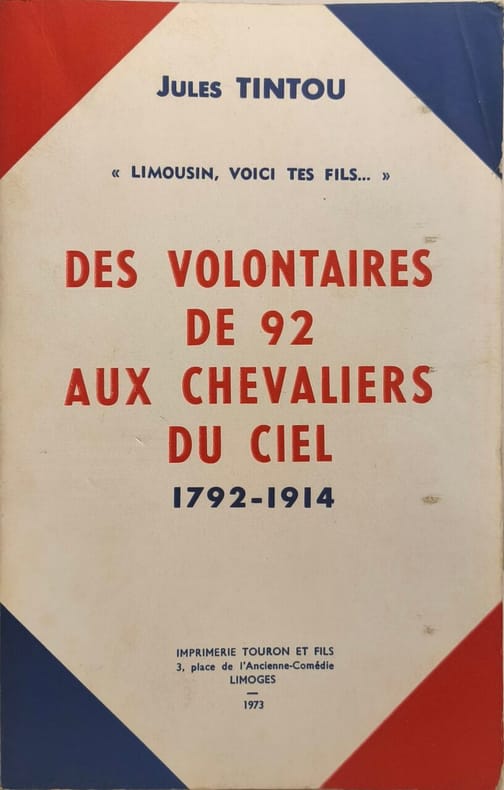 JULES TINTOU
« LIMOUSIN, VOICI TES FILS... »
DES VOLONTAIRES
DE 92
AUX CHEVALIERS
DU CIEL
1792-1914
IMPRIMERIE TOURON ET FILS
3, place de l'Ancienne-Comédie
LIMOGES
—
1973